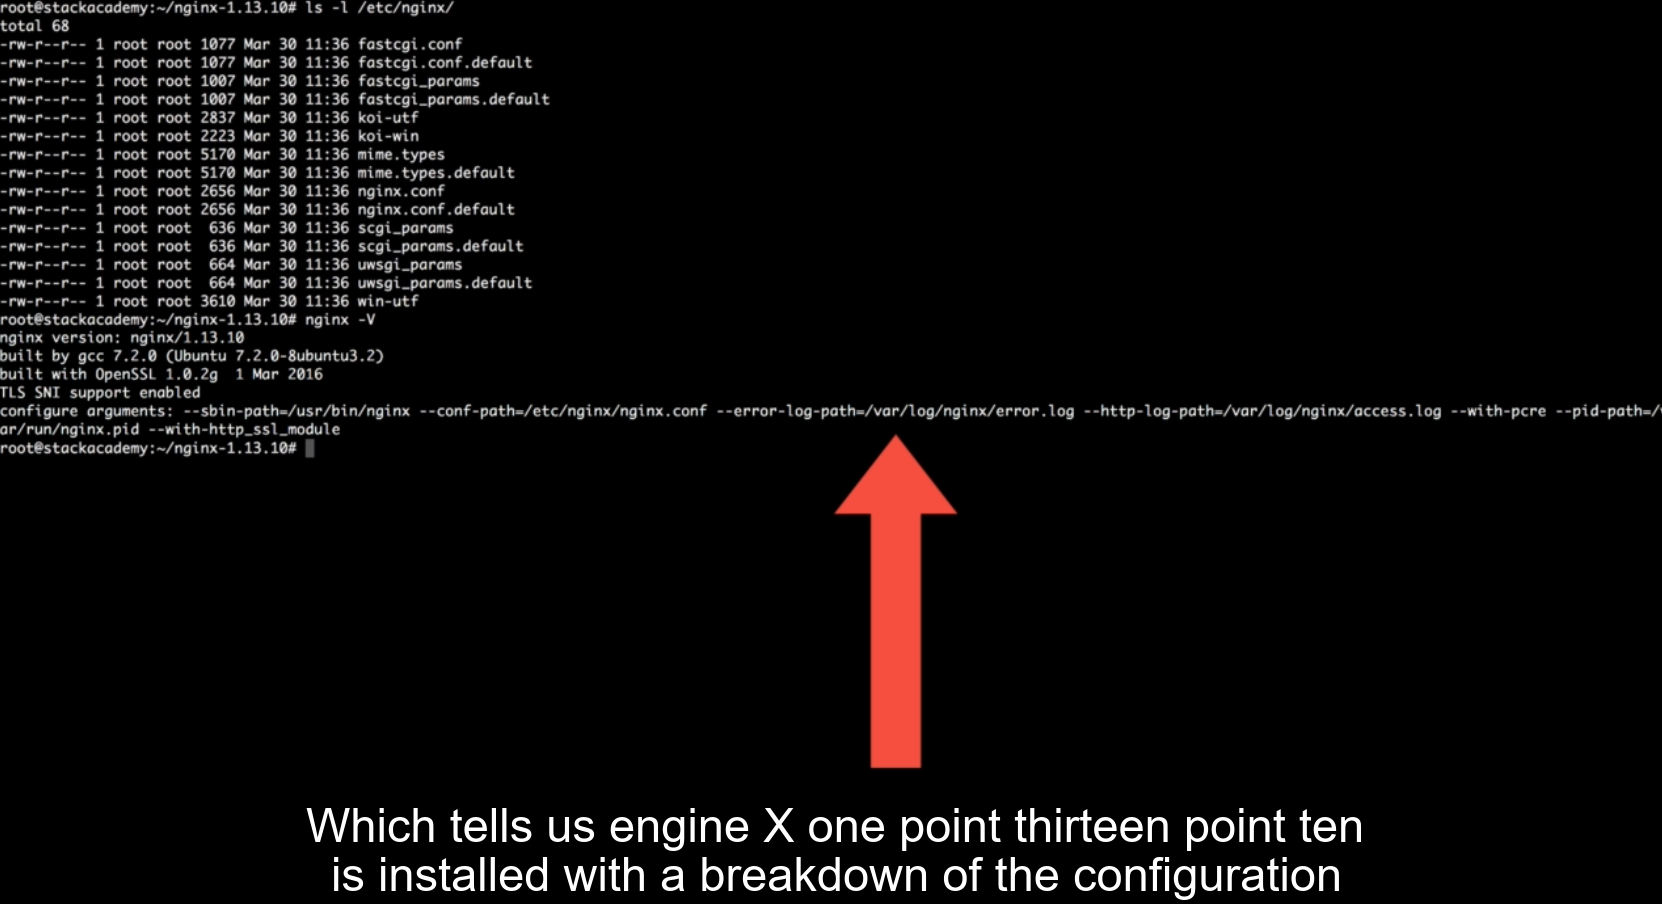 root@stackacademy:~/nginx-1.13.10# ls -l /etc/nginx/
total 68
-rw-r--r-- 1 root root 1077 Mar 30 11:36 fastcgi.conf
-rw-r--r-- 1 root root 1077 Mar 30 11:36 fastcgi.conf.default
-rw-r--r-- 1 root root 1007 Mar 30 11:36 fastcgi_params
-rw-r--r-- 1 root root 1007 Mar 30 11:36 fastcgi_params.default
-rw-r--r-- 1 root root 2837 Mar 30 11:36 koi-utf
-rw-r--r-- 1 root root 2223 Mar 30 11:36 koi-win
-rw-r--r-- 1 root root 5170 Mar 30 11:36 mime.types
-rw-r--r-- 1 root root 5170 Mar 30 11:36 mime.types.default
-rw-r--r-- 1 root root 2656 Mar 30 11:36 nginx.conf
-rw-r--r-- 1 root root 2656 Mar 30 11:36 nginx.conf.default
-rw-r--r-- 1 root root  636 Mar 30 11:36 scgi_params
-rw-r--r-- 1 root root  636 Mar 30 11:36 scgi_params.default
-rw-r--r-- 1 root root  664 Mar 30 11:36 uwsgi_params
-rw-r--r-- 1 root root  664 Mar 30 11:36 uwsgi_params.default
-rw-r--r-- 1 root root 3610 Mar 30 11:36 win-utf
root@stackacademy:~/nginx-1.13.10# nginx -V
nginx version: nginx/1.13.10
built by gcc 7.2.0 (Ubuntu 7.2.0-8ubuntu3.2)
built with OpenSSL 1.0.2g  1 Mar 2016
TLS SNI support enabled
configure arguments: --sbin-path=/usr/bin/nginx --conf-path=/etc/nginx/nginx.conf --error-log-path=/var/log/nginx/error.log --http-log-path=/var/log/nginx/access.log --with-pcre --pid-path=/v
ar/run/nginx.pid --with-http_ssl_module
root@stackacademy:~/nginx-1.13.10#
Which tells us engine X one point thirteen point ten
is installed with a breakdown of the configuration